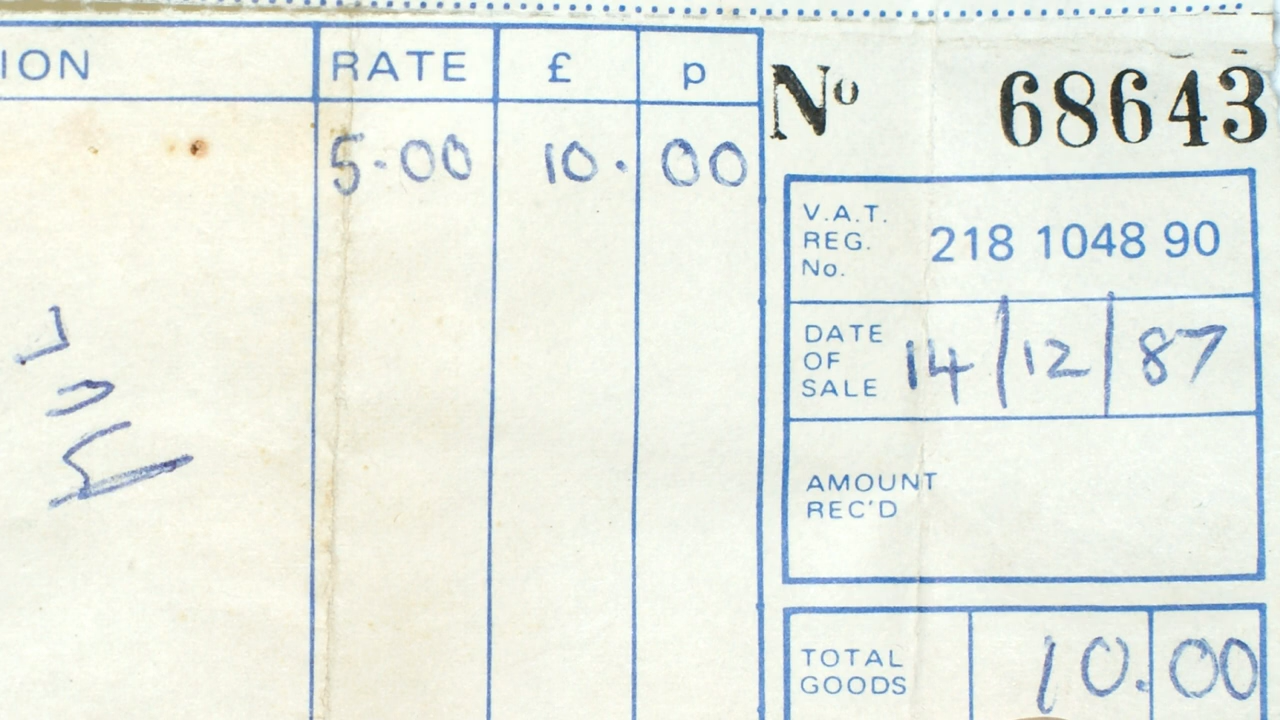 ION RATE £ p
Nº 68643
5.00 10. 00
V.A.T. REG. No. 218 1048 90
DATE OF SALE 14/12/87
AMOUNT REC'D
TOTAL GOODS 10.00